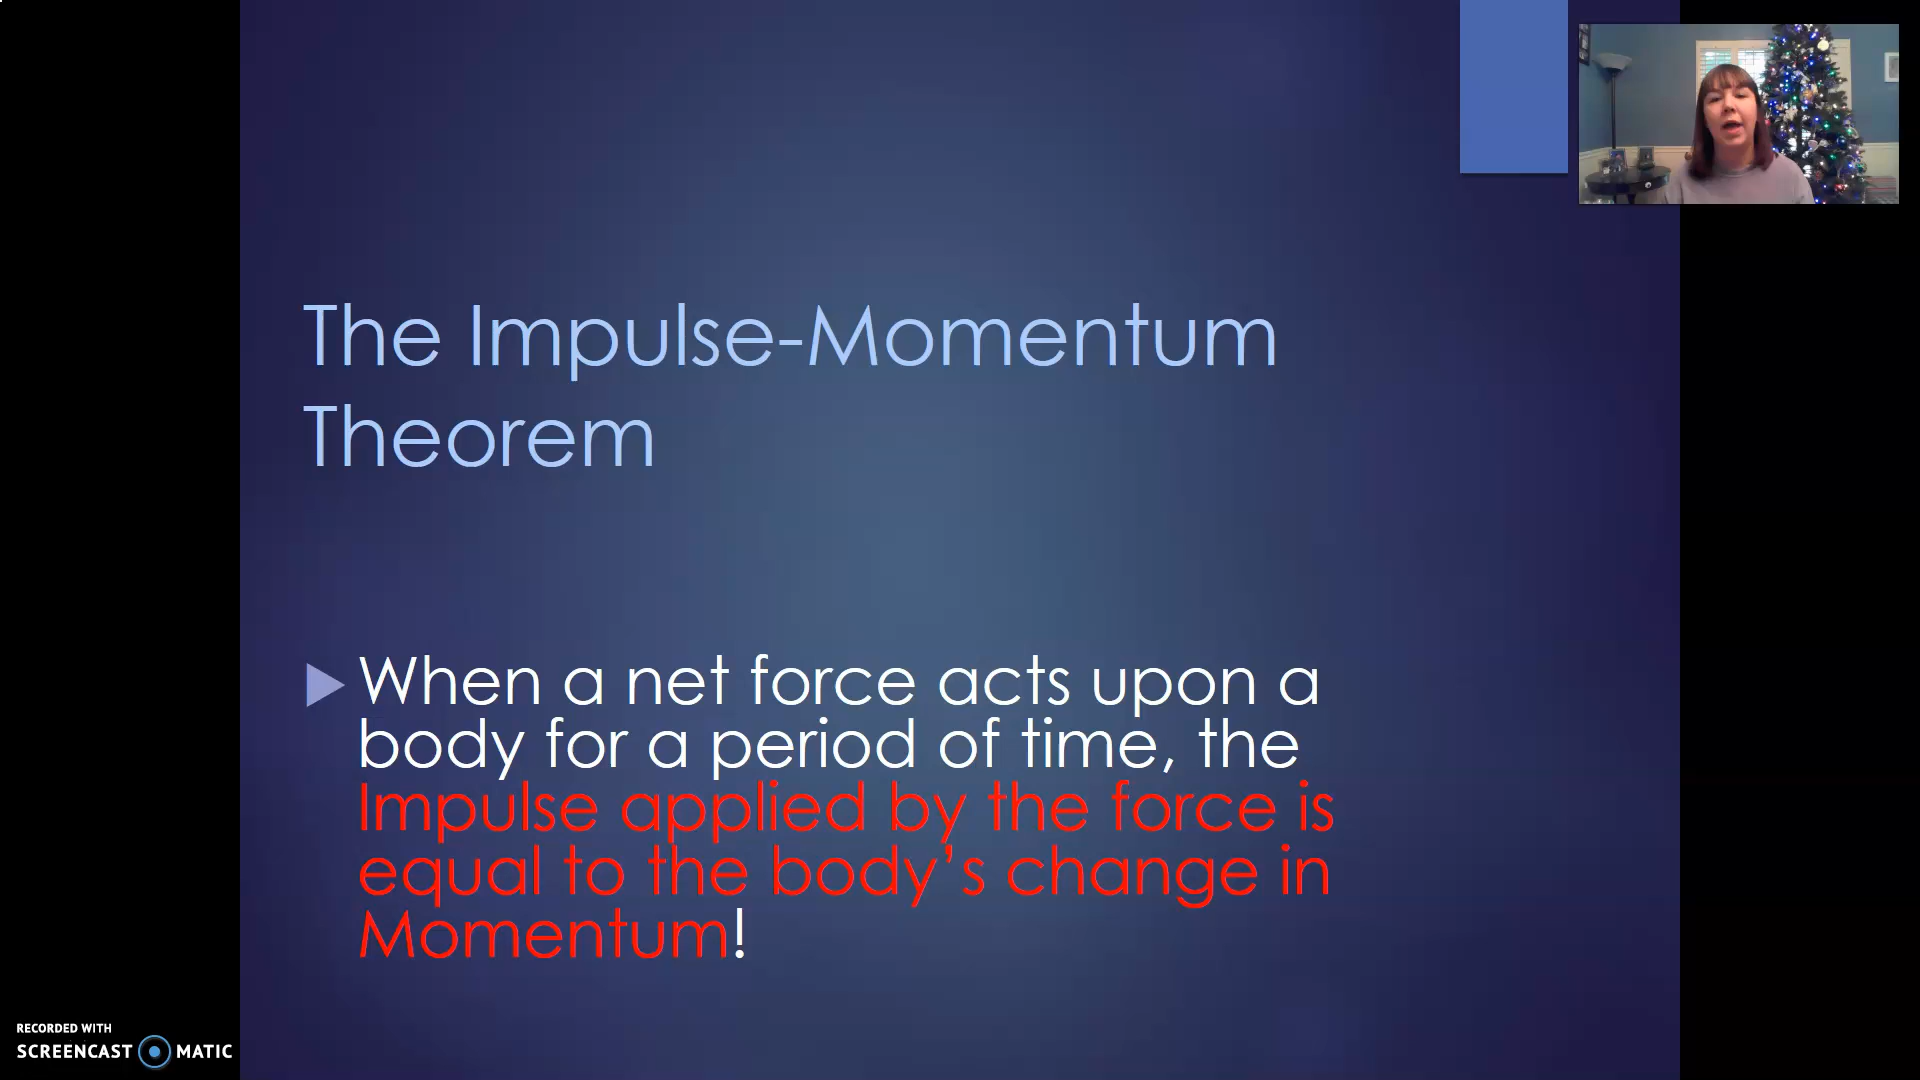 The Impulse-Momentum
Theorem
When a net force acts upon a
body for a period of time, the
Impulse applied by the force is
equal to the body’s change in
Momentum!
RECORDED WITH
SCREENCAST MATIC